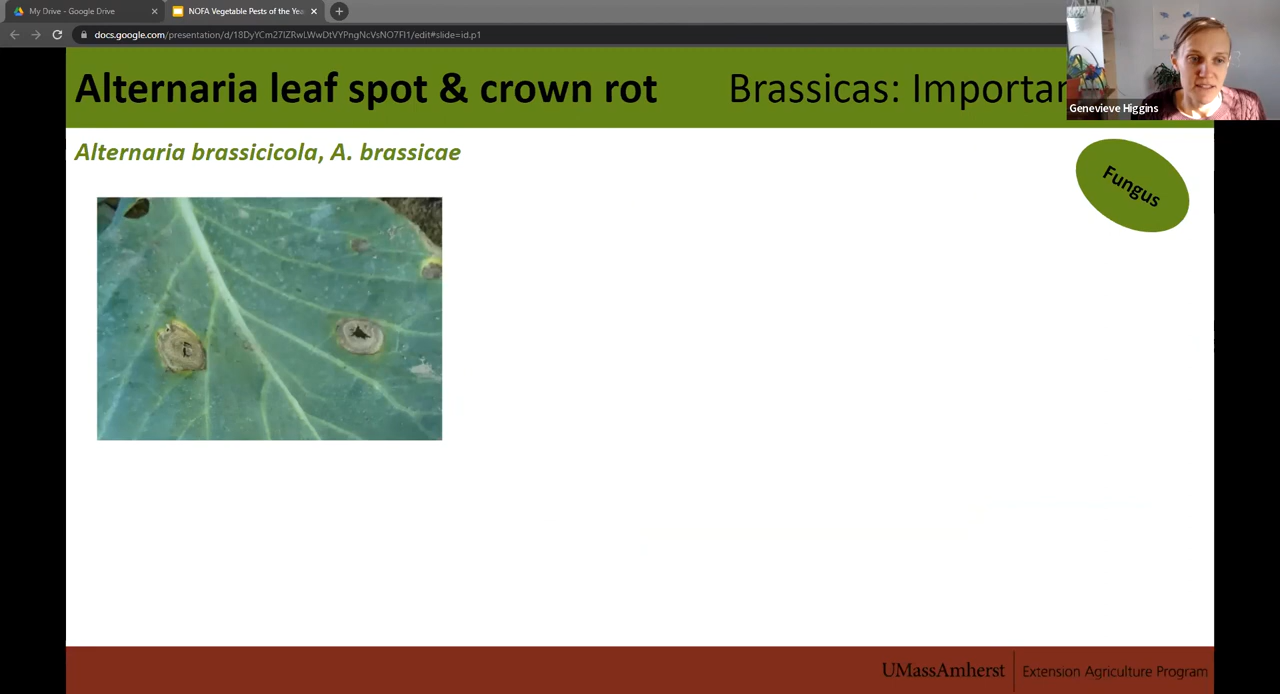 My Drive - Google Drive
NOFA Vegetable Pests of the Yea
docs.google.com/presentation/d/18DyYCm27IZRwLWwDtVYPngNcVsNO7FI1/edit#slide=id.p1
Alternaria leaf spot & crown rot
Brassicas: Importan
Genevieve Higgins
Alternaria brassicicola, A. brassicae
Fungus
UMassAmherst
Extension Agriculture Program